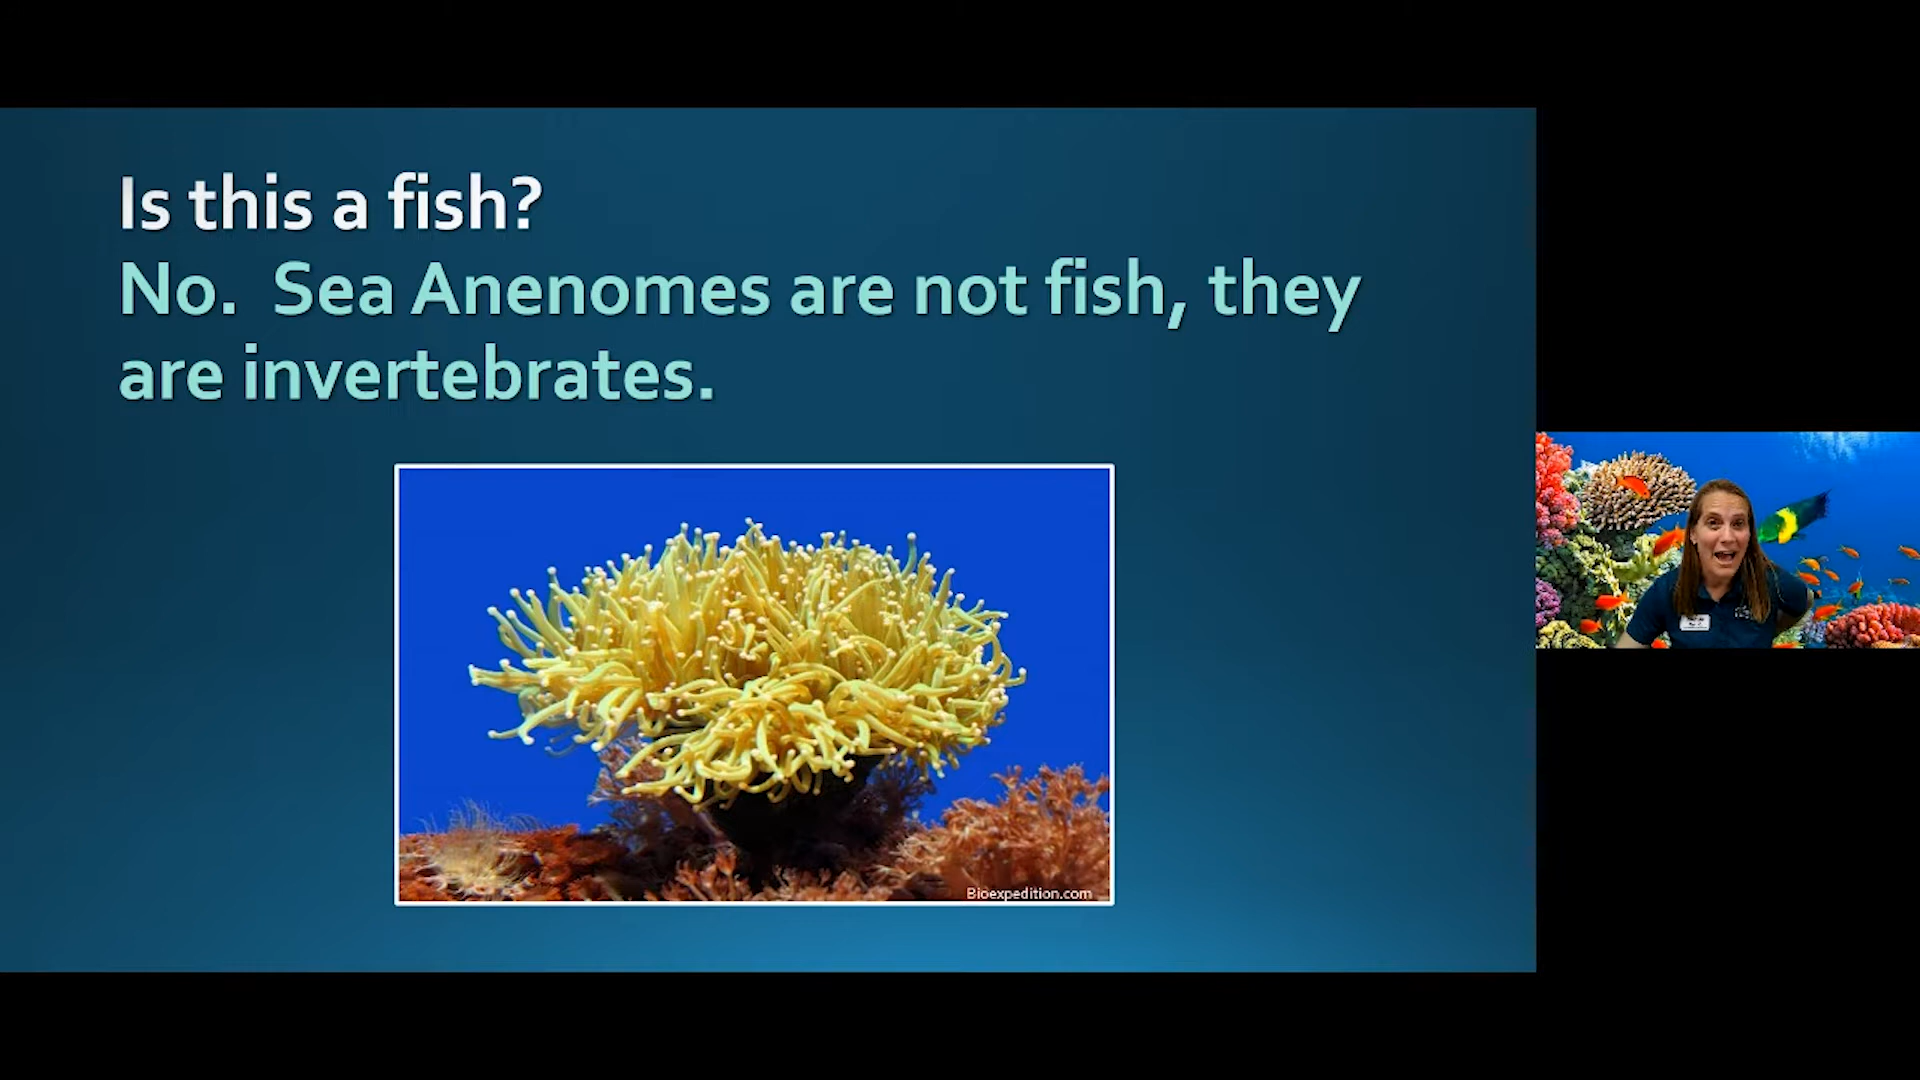 Is this a fish?
No.  Sea Anenomes are not fish, they
are invertebrates.
Bioexpedition.com